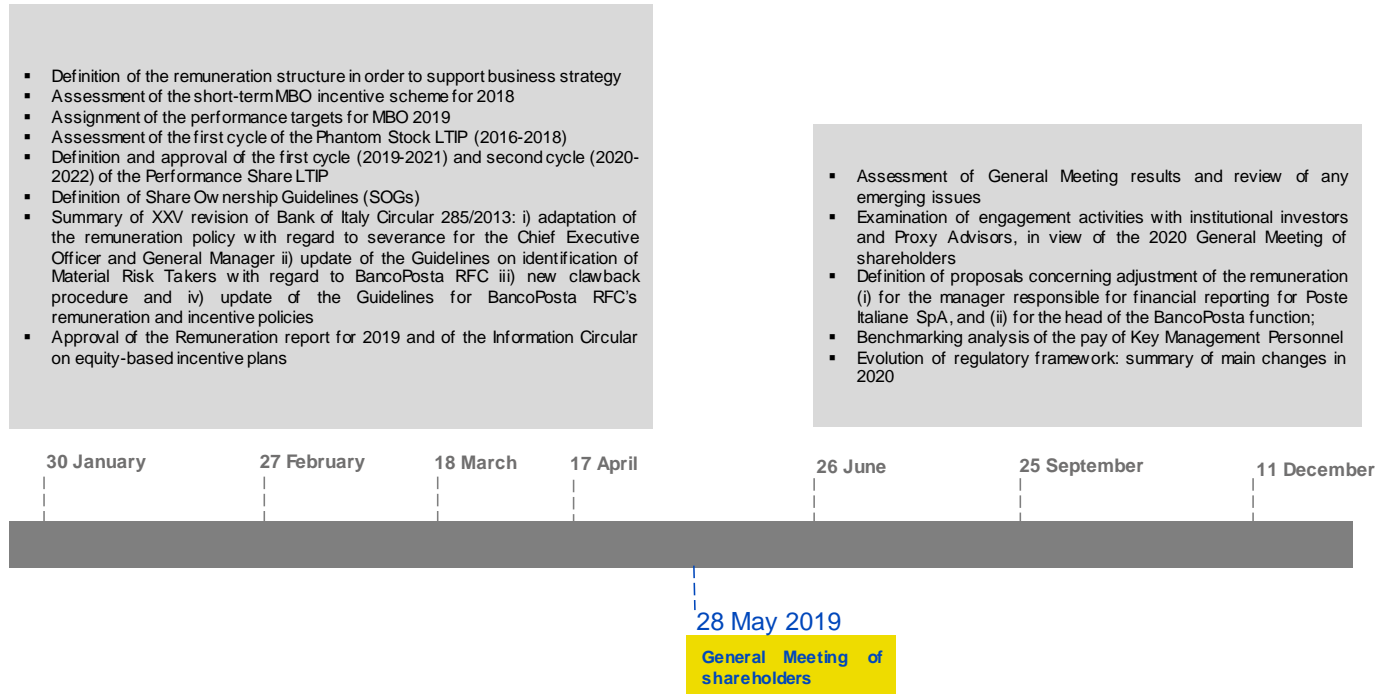 ▪ Definition of the remuneration structure in order to support business strategy
▪ Assessment of the short-term MBO incentive scheme for 2018
▪ Assignment of the performance targets for MBO 2019
▪ Assessment of the first cycle of the Phantom Stock LTIP (2016-2018)
▪ Definition and approval of the first cycle (2019-2021) and second cycle (2020-
2022) of the Performance Share LTIP
▪ Definition of Share Ownership Guidelines (SOGs)
▪ Summary of XXV revision of Bank of Italy Circular 285/2013: i) adaptation of
the remuneration policy with regard to severance for the Chief Executive
Officer and General Manager ii) update of the Guidelines on identification of
Material Risk Takers with regard to BancoPosta RFC iii) new clawback
procedure and iv) update of the Guidelines for BancoPosta RFC's
remuneration and incentive policies
▪ Approval of the Remuneration report for 2019 and of the Information Circular
on equity-based incentive plans
▪ Assessment of General Meeting results and review of any
emerging issues
▪ Examination of engagement activities with institutional investors
and Proxy Advisors, in view of the 2020 General Meeting of
shareholders
▪ Definition of proposals concerning adjustment of the remuneration
(i) for the manager responsible for financial reporting for Poste
Italiane SpA, and (ii) for the head of the BancoPosta function;
▪ Benchmarking analysis of the pay of Key Management Personnel
▪ Evolution of regulatory framework: summary of main changes in
2020
30 January
27 February
18 March
17 April
26 June
25 September
11 December
28 May 2019
General Meeting of
shareholders